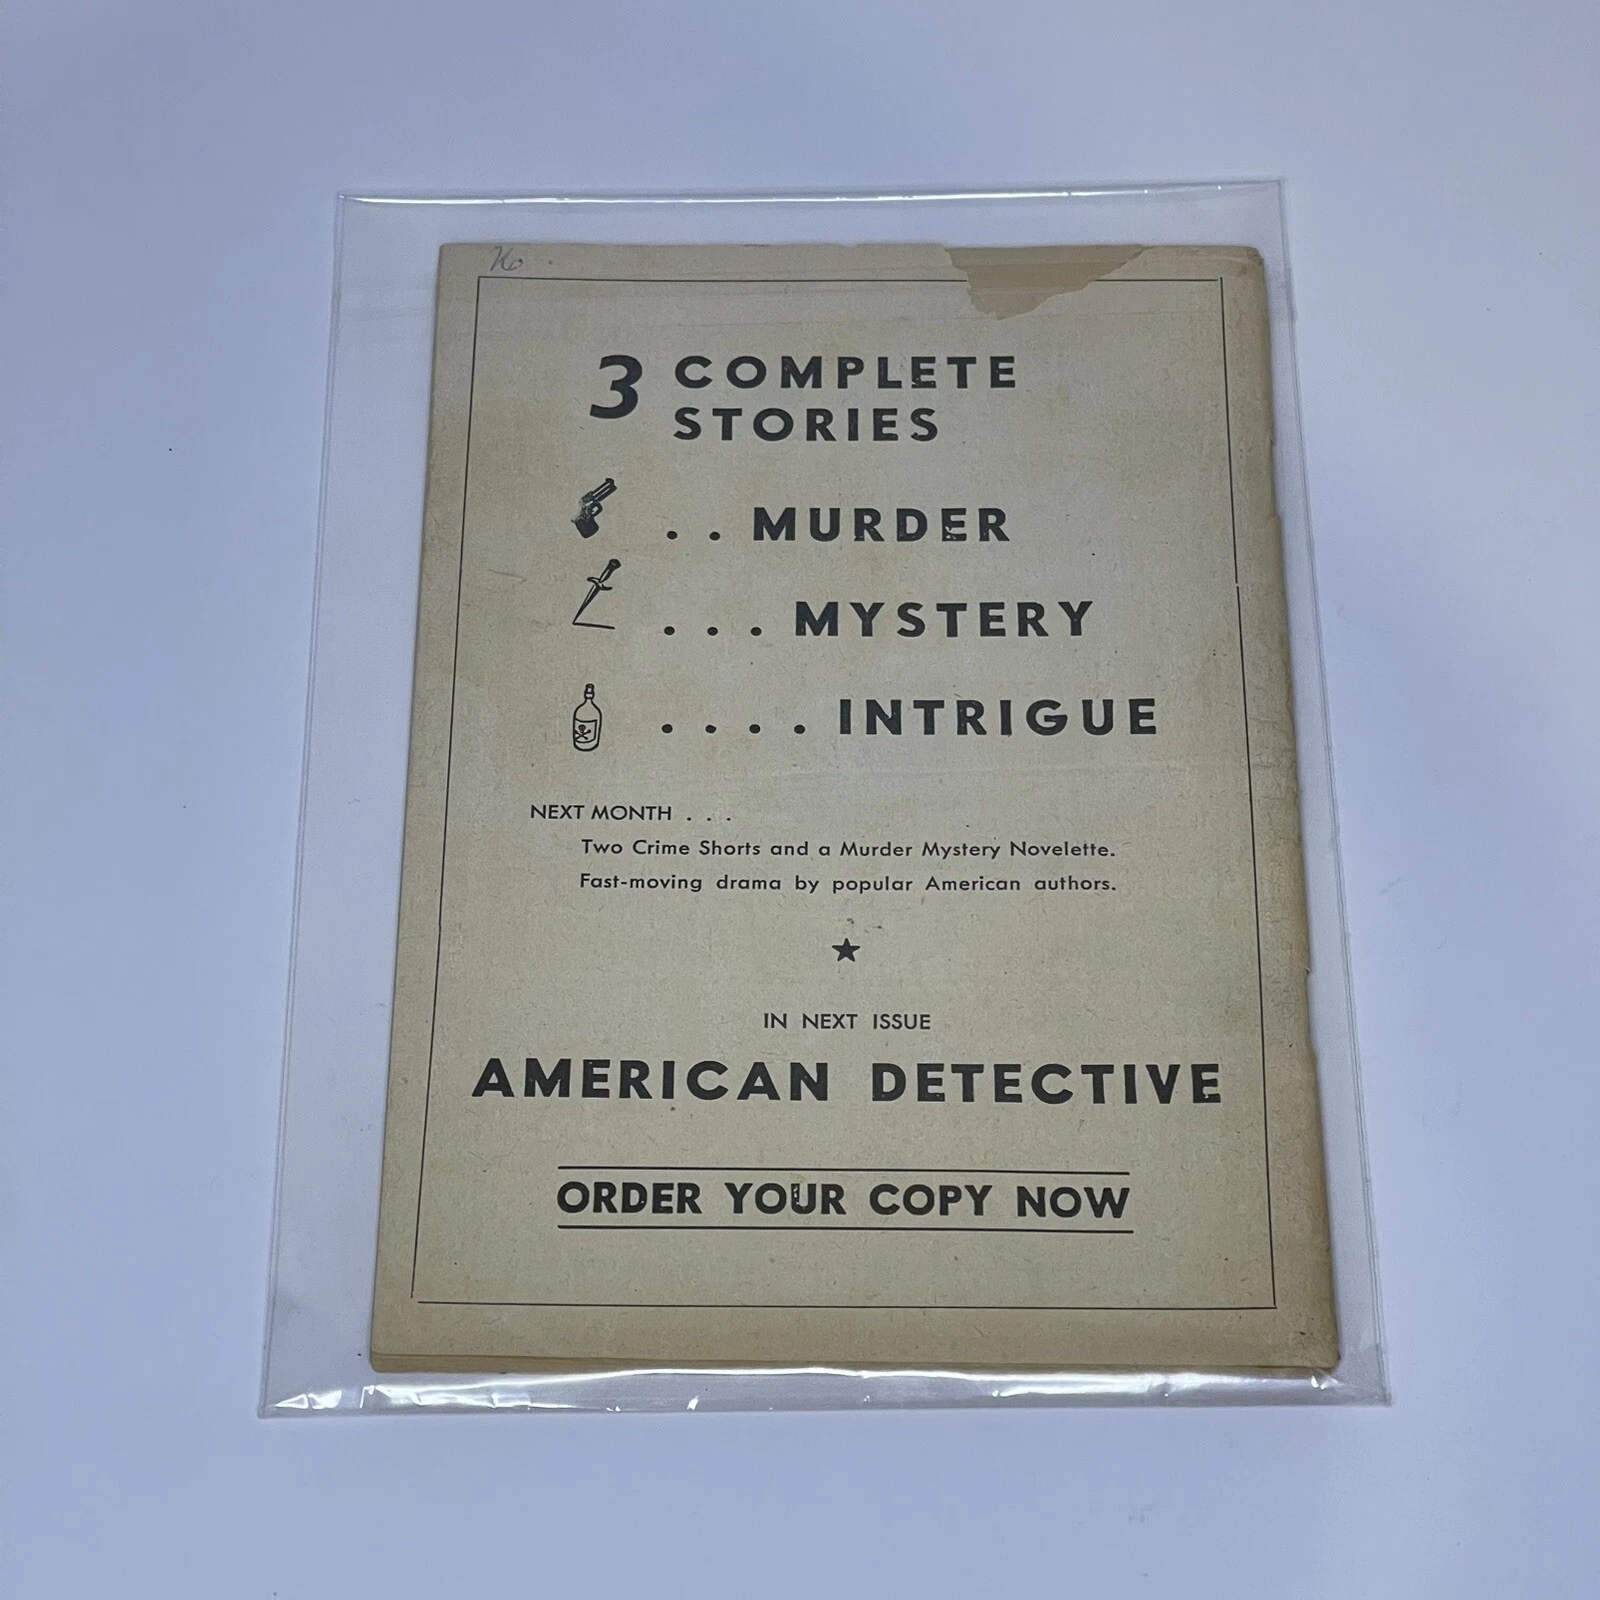 3 COMPLETE
STORIES
. . MURDER
. . . MYSTERY
. . . . INTRIGUE
NEXT MONTH . . .
Two Crime Shorts and a Murder Mystery Novelette.
Fast-moving drama by popular American authors.
IN NEXT ISSUE
AMERICAN DETECTIVE
ORDER YOUR COPY NOW